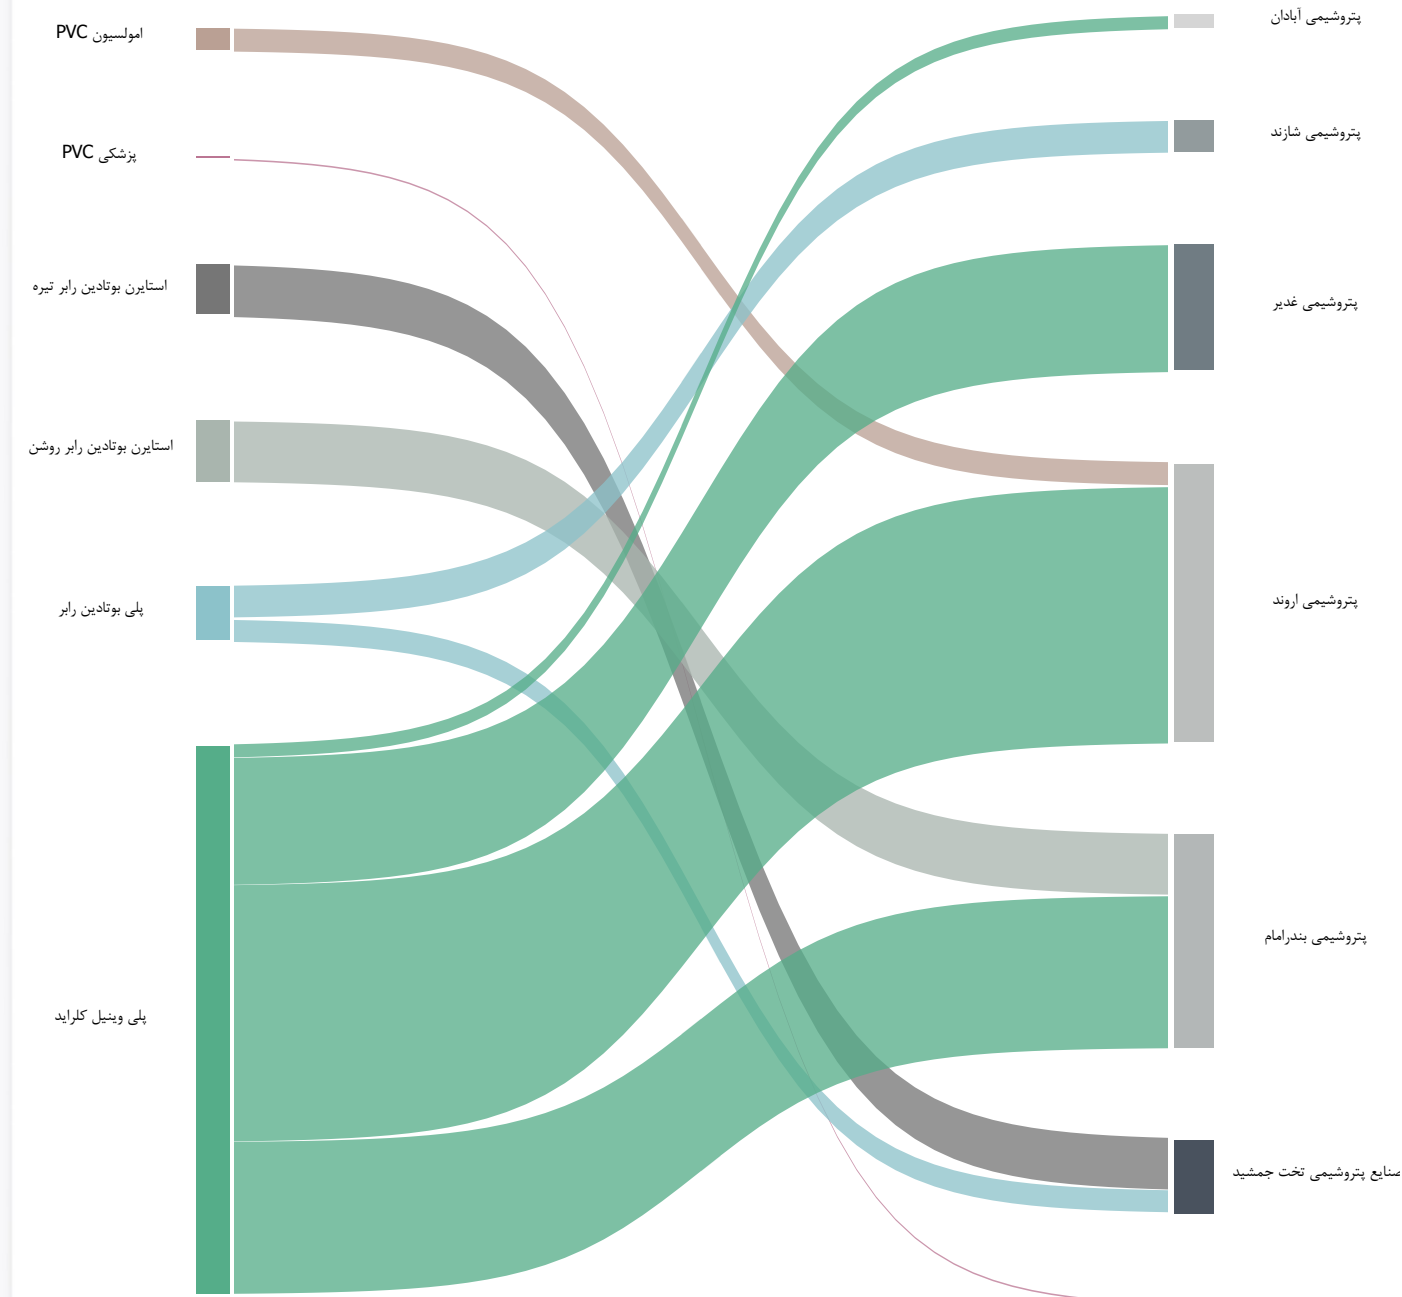 امولسیون PVC
پزشکی PVC
استایرن بوتادین رابر تیره
استایرن بوتادین رابر روشن
پلی بوتادین رابر
پلی وینیل کلراید
پتروشیمی آبادان
پتروشیمی شازند
پتروشیمی غدیر
پتروشیمی اروند
پتروشیمی بندرامام
صنایع پتروشیمی تخت جمشید